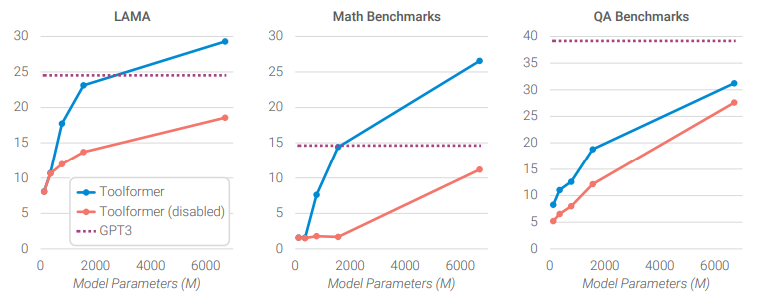 LAMA
30
25
20
15
10
5
0
Toolformer
Toolformer (disabled)
GPT3
0 2000 4000 6000
Model Parameters (M)
Math Benchmarks
30
25
20
15
10
5
0
0 2000 4000 6000
Model Parameters (M)
QA Benchmarks
40
35
30
25
20
15
10
5
0
0 2000 4000 6000
Model Parameters (M)